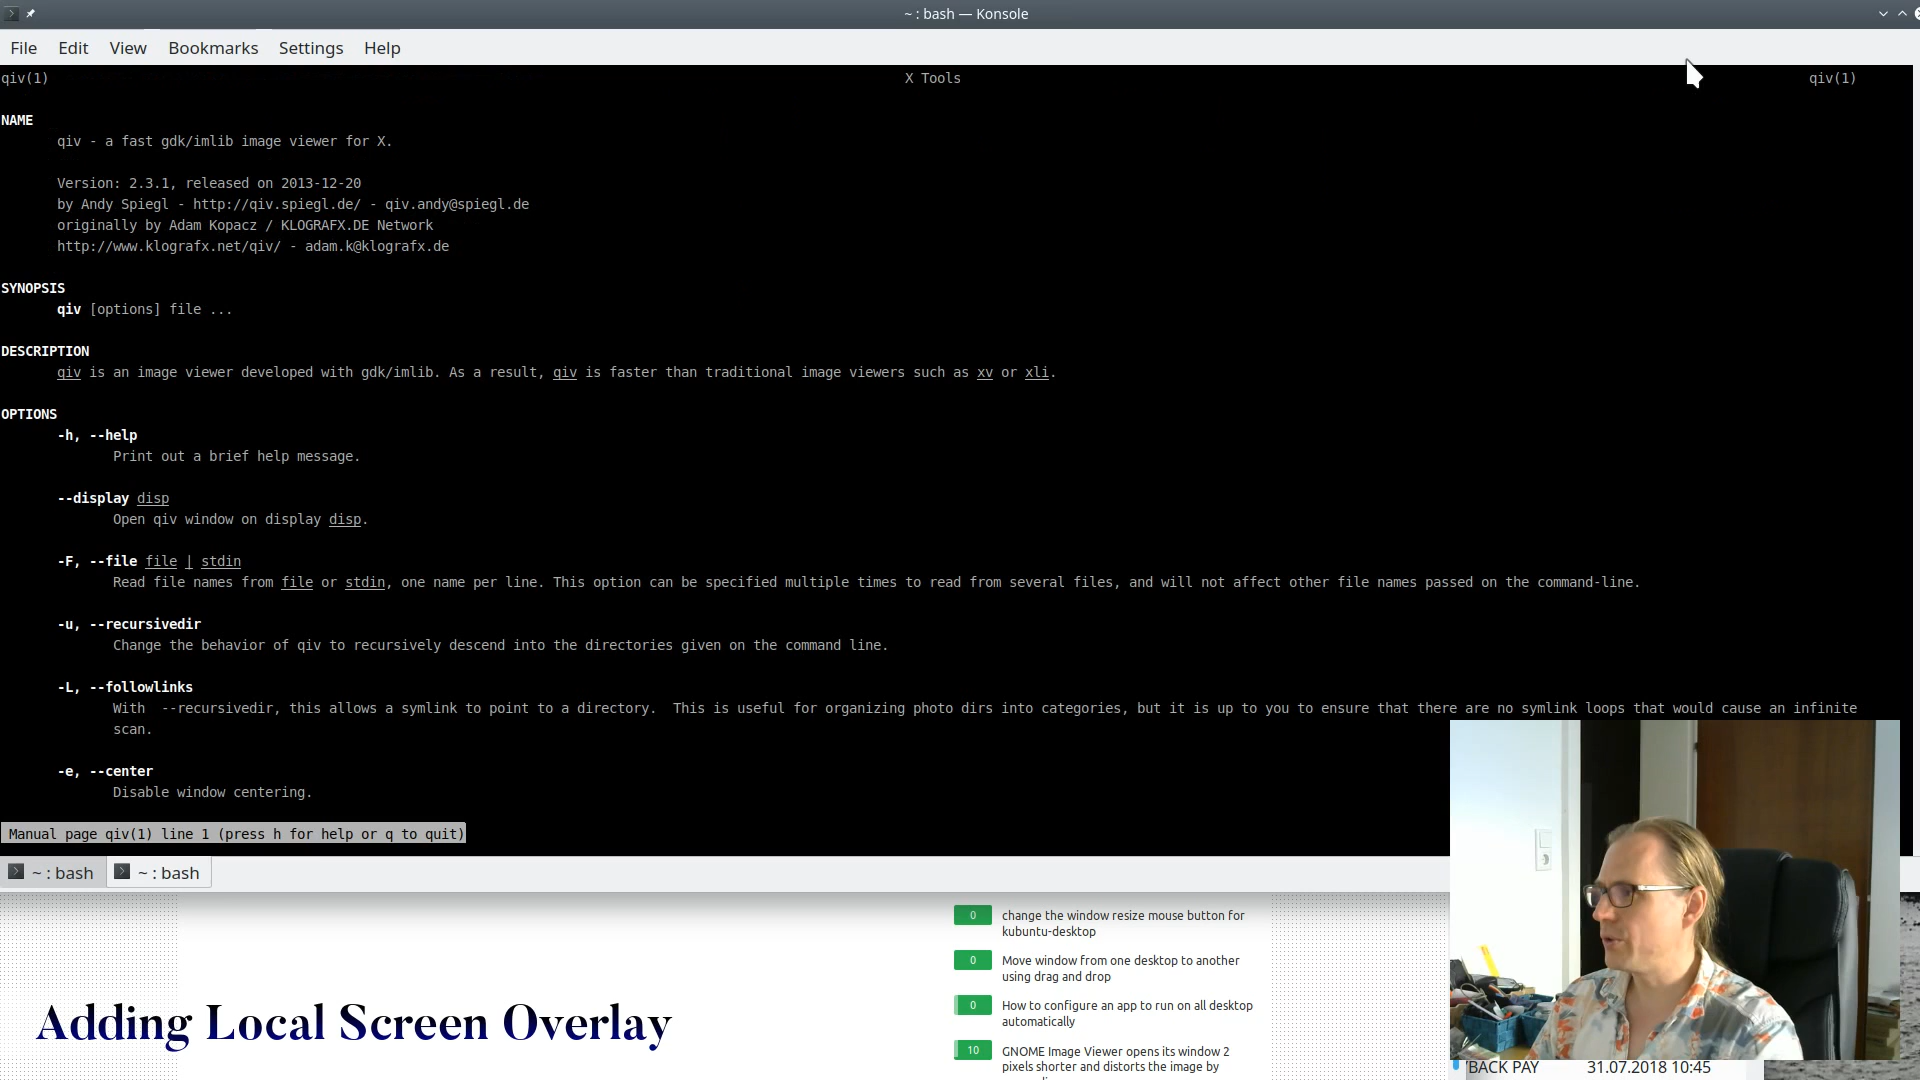 ~ : bash — Konsole
File Edit View Bookmarks Settings Help
qiv(1) X Tools qiv(1)
NAME
qiv - a fast gdk/imlib image viewer for X.
Version: 2.3.1, released on 2013-12-20
by Andy Spiegl - http://qiv.spiegl.de/ - qiv.andy@spiegl.de
originally by Adam Kopacz / KLOGRAFX.DE Network
http://www.klografx.net/qiv/ - adam.k@klografx.de
SYNOPSIS
qiv [options] file ...
DESCRIPTION
qiv is an image viewer developed with gdk/imlib. As a result, qiv is faster than traditional image viewers such as xv or xli.
OPTIONS
-h, --help
Print out a brief help message.
--display disp
Open qiv window on display disp.
-F, --file file | stdin
Read file names from file or stdin, one name per line. This option can be specified multiple times to read from several files, and will not affect other file names passed on the command-line.
-u, --recursivedir
Change the behavior of qiv to recursively descend into the directories given on the command line.
-L, --followlinks
With --recursivedir, this allows a symlink to point to a directory. This is useful for organizing photo dirs into categories, but it is up to you to ensure that there are no symlink loops that would cause an infinite
scan.
-e, --center
Disable window centering.
Manual page qiv(1) line 1 (press h for help or q to quit)
~ : bash ~ : bash
0 change the window resize mouse button for
kubuntu-desktop
0 Move window from one desktop to another
using drag and drop
0 How to configure an app to run on all desktop
automatically
10 GNOME Image Viewer opens its window 2
pixels shorter and distorts the image by
Adding Local Screen Overlay
BACK PAY 31.07.2018 10:45